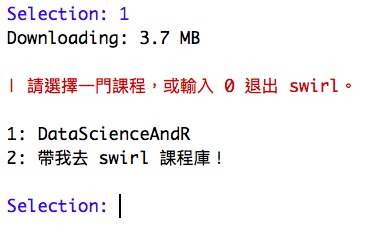 Selection: 1
Downloading: 3.7 MB
| 請選擇一門課程，或輸入 0 退出 swirl。
1: DataScienceAndR
2: 帶我去 swirl 課程庫！
Selection: